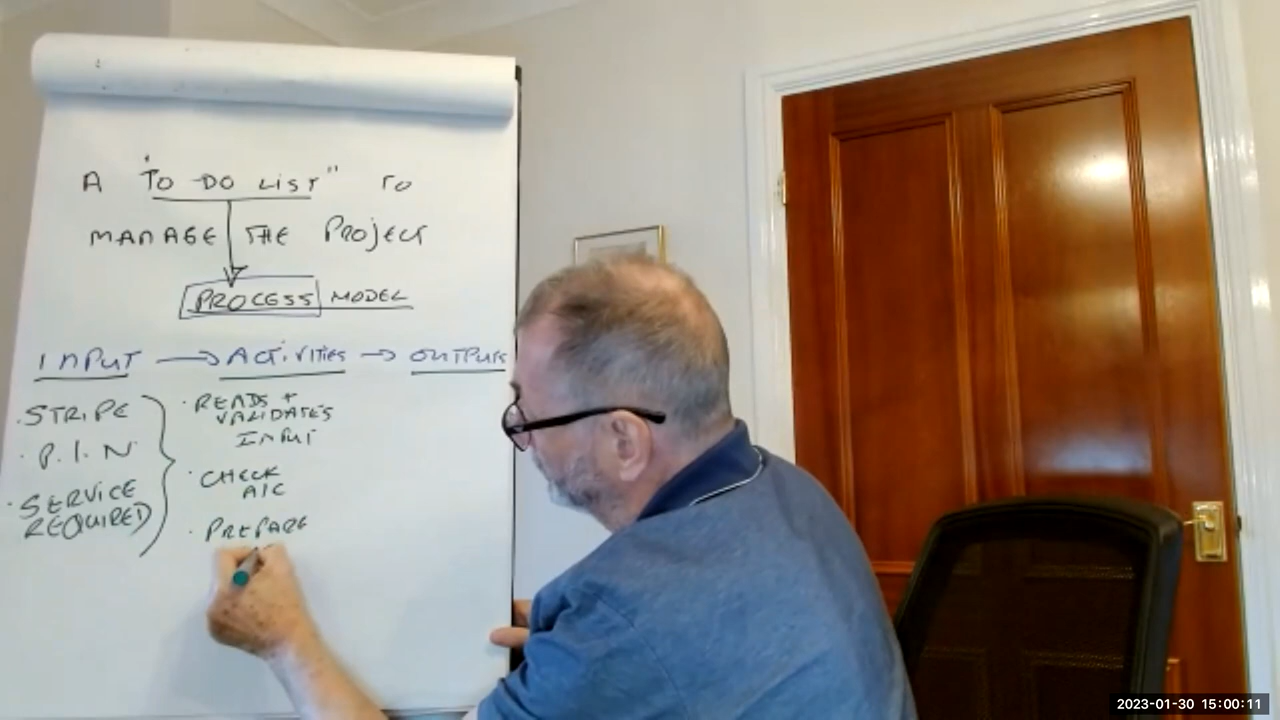 A "TO DO LIST" TO
MANAGE THE PROJECT
PROCESS MODEL
INPUT → ACTIVITIES → OUTPUTS
· STRIPE
· P.I.N
· SERVICE
REQUIRED
· READS +
VALIDATES
INPUT
· CHECK
A/C
· PREPARE
2023-01-30 15:00:11